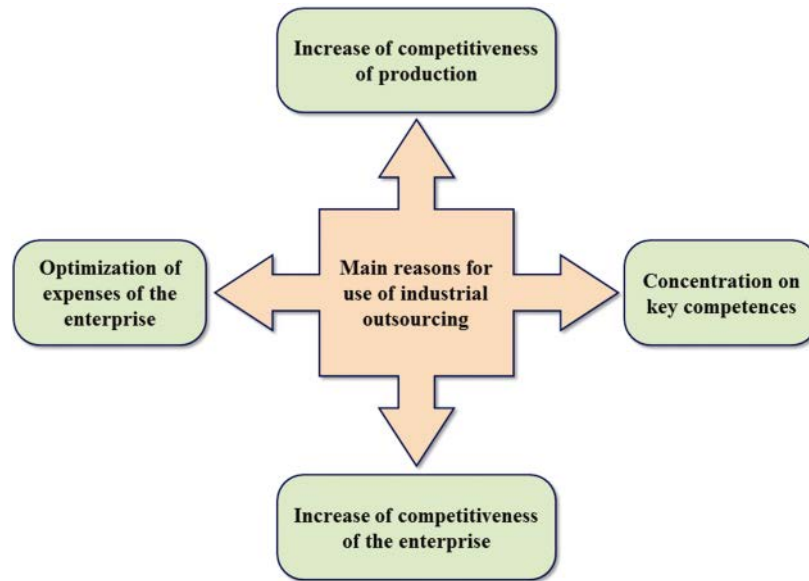 Increase of competitiveness
of production
Optimization of
expenses of the
enterprise
Main reasons for
use of industrial
outsourcing
Concentration on
key competences
Increase of competitiveness
of the enterprise